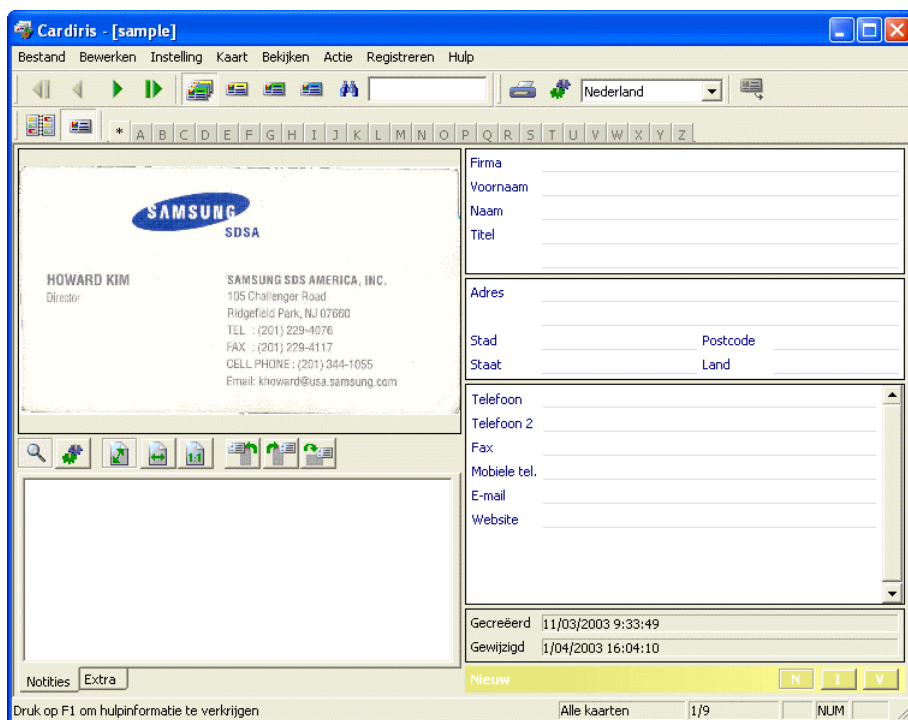 Cardiris - [sample]
Bestand Bewerken Instelling Kaart Bekijken Actie Registreren Hulp
Nederland
* A B C D E F G H I J K L M N O P Q R S T U V W X Y Z
SAMSUNG
SDSA
HOWARD KIM
Director
SAMSUNG SDS AMERICA, INC.
105 Challenger Road
Ridgefield Park, NJ 07660
TEL : (201) 229-4076
FAX : (201) 229-4117
CELL PHONE : (201) 344-1055
Email: khoward@usa.samsung.com
Firma
Voornaam
Naam
Titel
Adres
Stad Postcode
Staat Land
Telefoon
Telefoon 2
Fax
Mobiele tel.
E-mail
Website
1:1
Gecreëerd 11/03/2003 9:33:49
Gewijzigd 1/04/2003 16:04:10
Notities Extra
Nieuw N I V
Druk op F1 om hulpinformatie te verkrijgen Alle kaarten 1/9 NUM